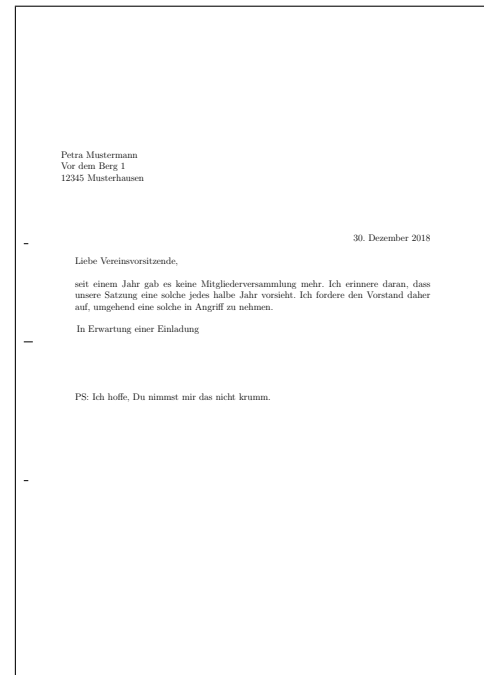 Petra Mustermann
Vor dem Berg 1
12345 Musterhausen
30. Dezember 2018
Liebe Vereinsvorsitzende,
seit einem Jahr gab es keine Mitgliederversammlung mehr. Ich erinnere daran, dass
unsere Satzung eine solche jedes halbe Jahr vorsieht. Ich fordere den Vorstand daher
auf, umgehend eine solche in Angriff zu nehmen.
In Erwartung einer Einladung
PS: Ich hoffe, Du nimmst mir das nicht krumm.